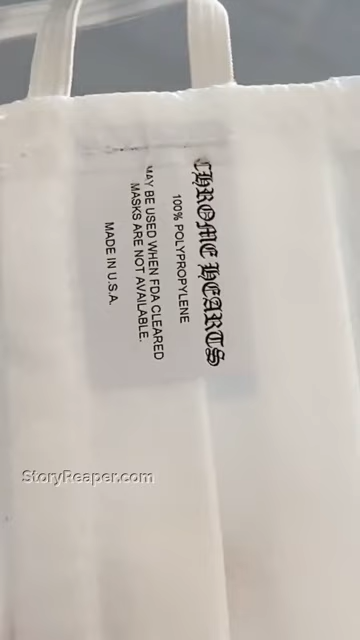 CHROME HEARTS
100% POLYPROPYLENE
MAY BE USED WHEN FDA CLEARED
MASKS ARE NOT AVAILABLE.
MADE IN U.S.A.
StoryReaper.com